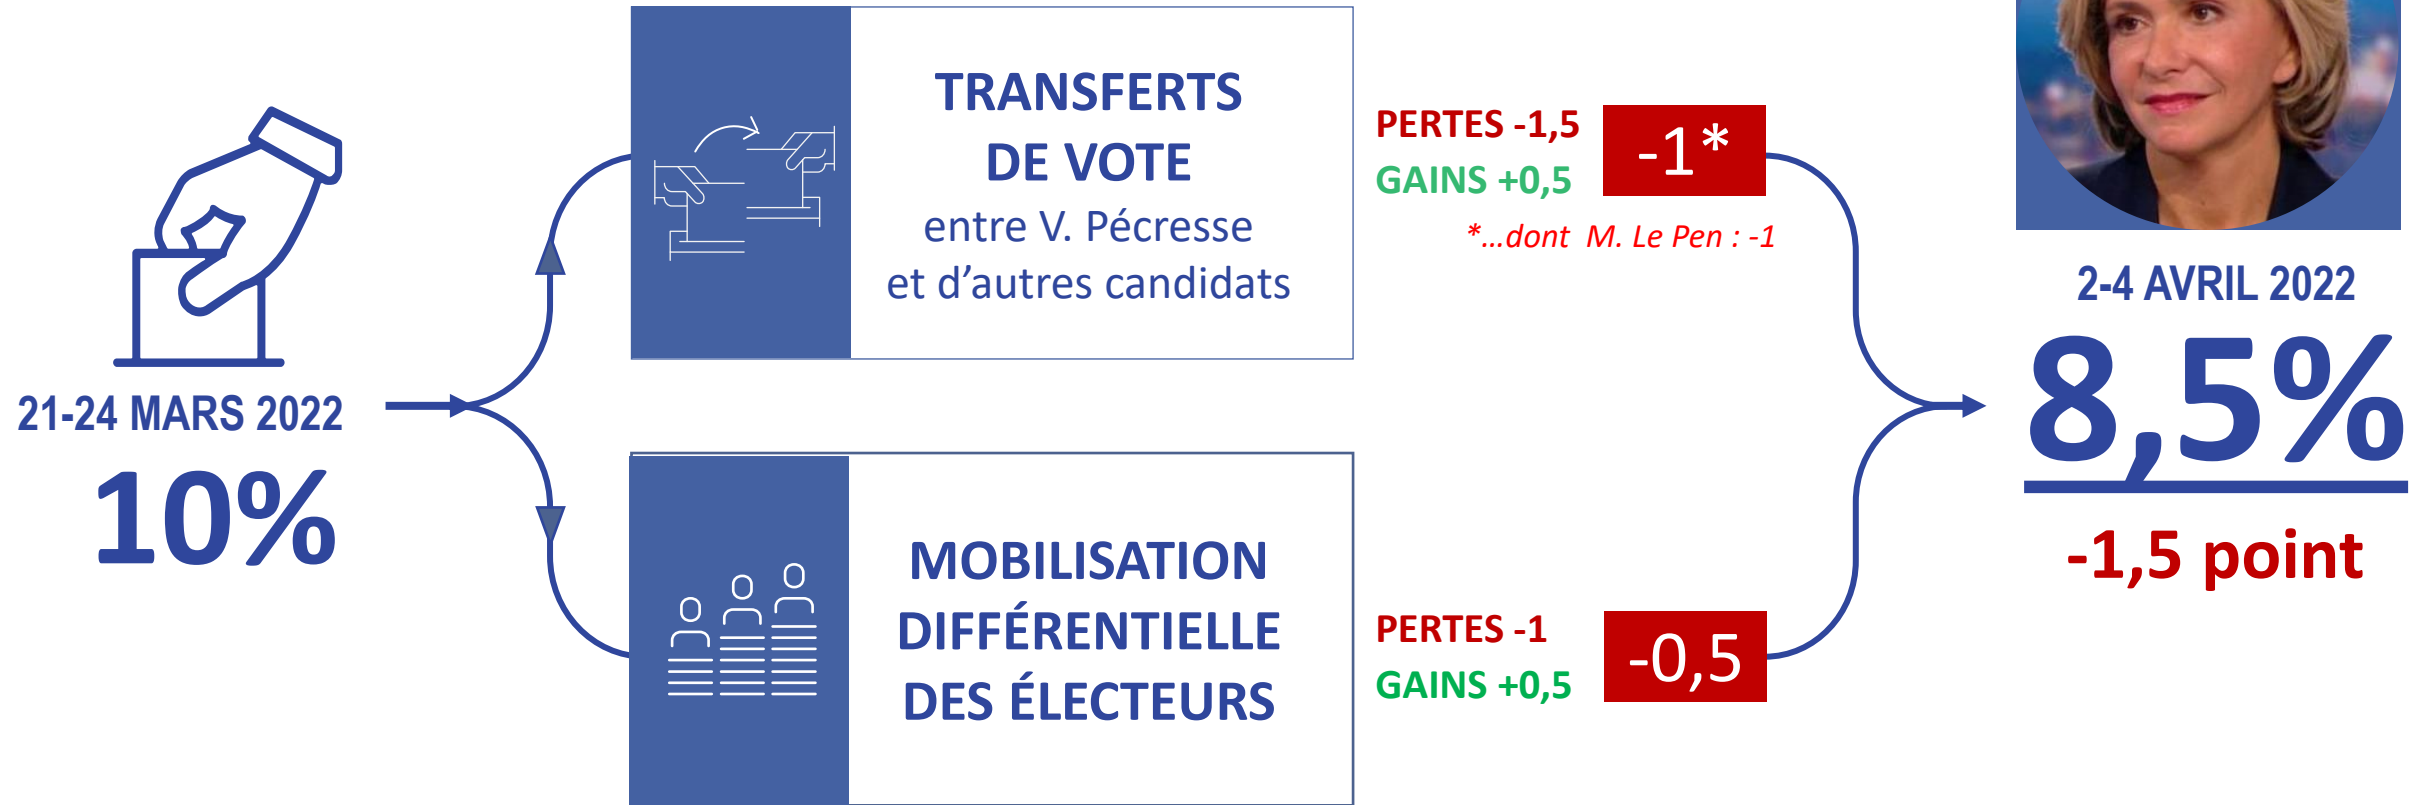 21-24 MARS 2022
10%
TRANSFERTS
DE VOTE
entre V. Pécresse
et d’autres candidats
PERTES -1,5
GAINS +0,5
-1*
*...dont M. Le Pen : -1
MOBILISATION
DIFFÉRENTIELLE
DES ÉLECTEURS
PERTES -1
GAINS +0,5
-0,5
2-4 AVRIL 2022
8,5%
-1,5 point